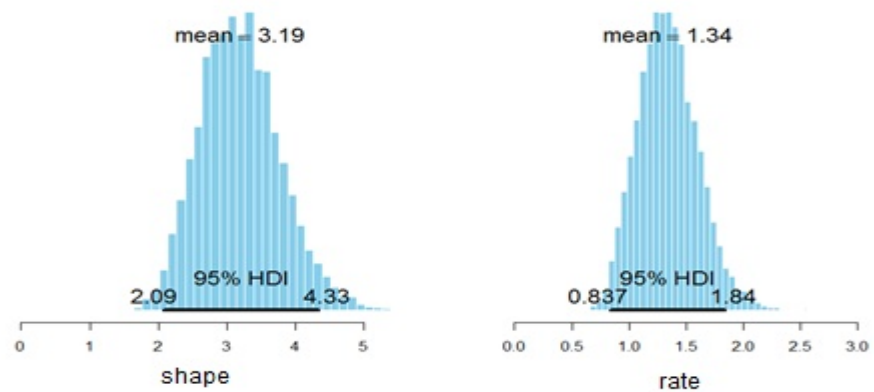 mean = 3.19
95% HDI
2.09 4.33
0 1 2 3 4 5
shape
mean = 1.34
95% HDI
0.837 1.84
0.0 0.5 1.0 1.5 2.0 2.5 3.0
rate